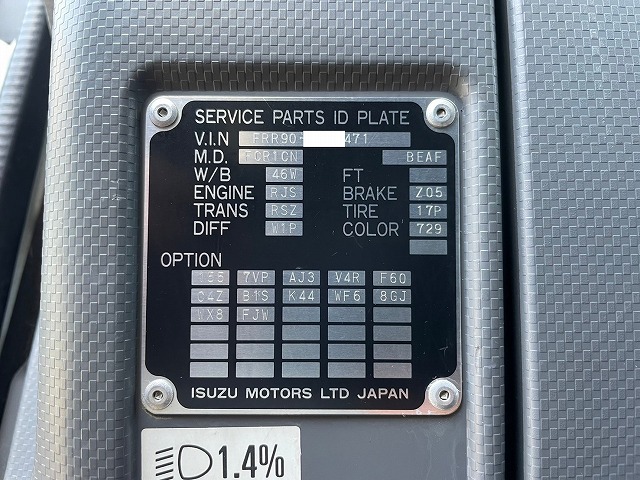 SERVICE PARTS ID PLATE
V.I.N FRR90- 471
M.D. FCR1CN BEAF
W/B 46W FT
ENGINE RJS BRAKE Z05
TRANS RSZ TIRE 17P
DIFF W1P COLOR 729
OPTION
7VP AJ3 V4R F60
C4Z B1S K44 WF6 8GJ
WX8 FJW
ISUZU MOTORS LTD JAPAN
1.4%